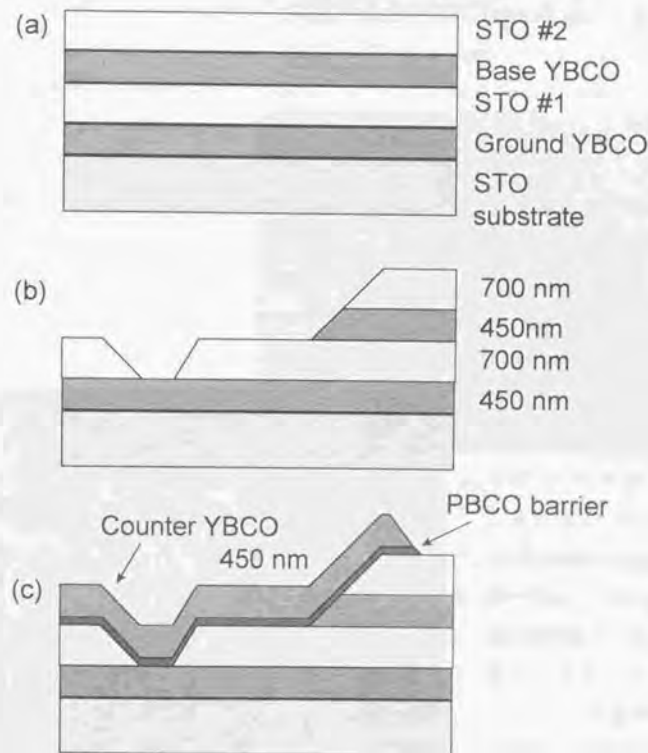 (a)
STO #2
Base YBCO
STO #1
Ground YBCO
STO
substrate
(b)
700 nm
450nm
700 nm
450 nm
(c)
Counter YBCO
450 nm
PBCO barrier